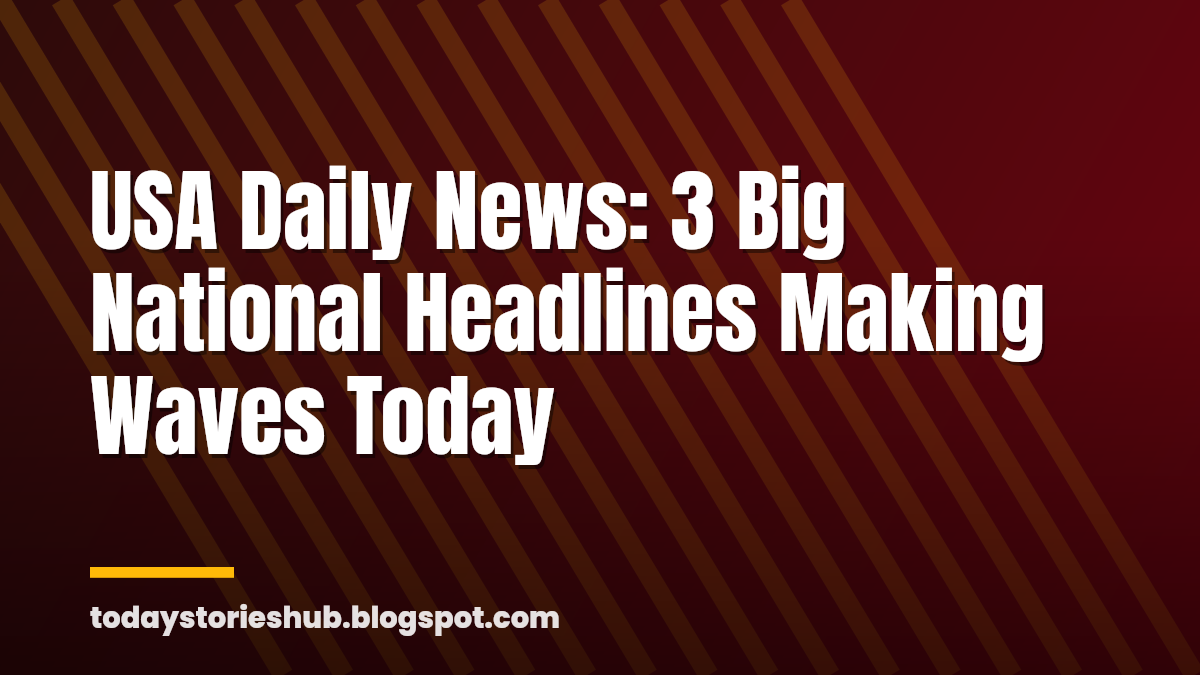 USA Daily News: 3 Big
National Headlines Making
Waves Today
todaystorieshub.blogspot.com